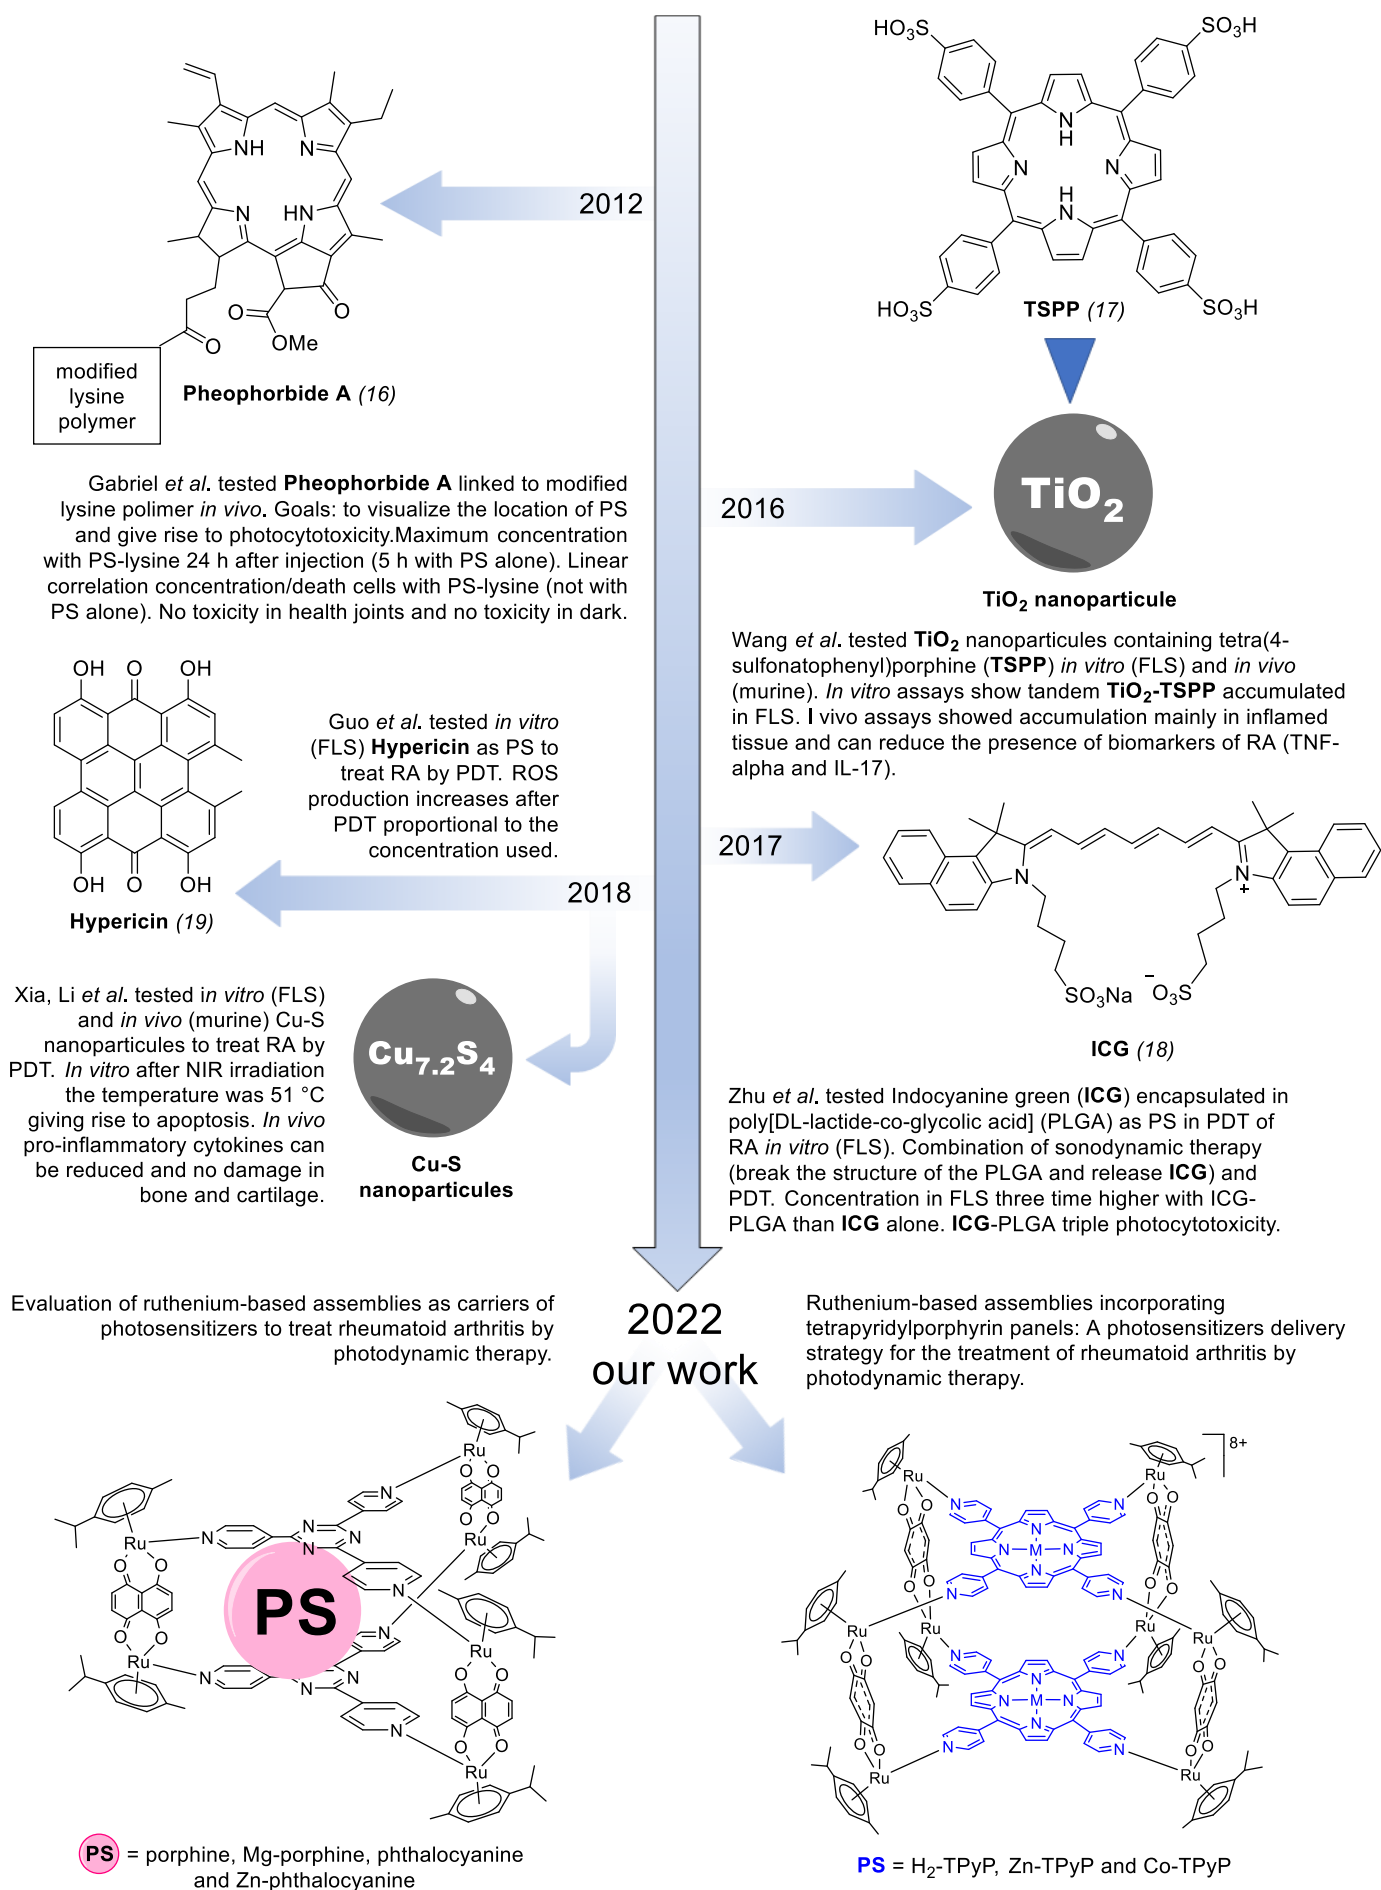 HO3S
SO3H
NH
N
N
H
N
N
H
N
N
HN
HO3S
SO3H
2012
TSPP (17)
O
O
OMe
O
modified
lysine
polymer
Pheophorbide A (16)
TiO2
2016
TiO2 nanoparticule
Gabriel et al. tested Pheophorbide A linked to modified
lysine polimer in vivo. Goals: to visualize the location of PS
and give rise to photocytotoxicity.Maximum concentration
with PS-lysine 24 h after injection (5 h with PS alone). Linear
correlation concentration/death cells with PS-lysine (not with
PS alone). No toxicity in health joints and no toxicity in dark.
Wang et al. tested TiO2 nanoparticules containing tetra(4-
sulfonatophenyl)porphine (TSPP) in vitro (FLS) and in vivo
(murine). In vitro assays show tandem TiO2-TSPP accumulated
in FLS. I vivo assays showed accumulation mainly in inflamed
tissue and can reduce the presence of biomarkers of RA (TNF-
alpha and IL-17).
OH O OH
OH O OH
Hypericin (19)
Guo et al. tested in vitro
(FLS) Hypericin as PS to
treat RA by PDT. ROS
production increases after
PDT proportional to the
concentration used.
2017
2018
N
N
+
SO3Na
−
O3S
ICG (18)
Xia, Li et al. tested in vitro (FLS)
and in vivo (murine) Cu-S
nanoparticules to treat RA by
PDT. In vitro after NIR irradiation
the temperature was 51 °C
giving rise to apoptosis. In vivo
pro-inflammatory cytokines can
be reduced and no damage in
bone and cartilage.
Cu7.2S4
Cu-S
nanoparticules
Zhu et al. tested Indocyanine green (ICG) encapsulated in
poly[DL-lactide-co-glycolic acid] (PLGA) as PS in PDT of
RA in vitro (FLS). Combination of sonodynamic therapy
(break the structure of the PLGA and release ICG) and
PDT. Concentration in FLS three time higher with ICG-
PLGA than ICG alone. ICG-PLGA triple photocytotoxicity.
2022
our work
Evaluation of ruthenium-based assemblies as carriers of
photosensitizers to treat rheumatoid arthritis by
photodynamic therapy.
Ruthenium-based assemblies incorporating
tetrapyridylporphyrin panels: A photosensitizers delivery
strategy for the treatment of rheumatoid arthritis by
photodynamic therapy.
Ru
O O
N
O O
Ru
N
N N
N
Ru
O O
N
PS
N
O O
Ru
N
N
Ru
O O
N N
N
N
O O
Ru
8+
Ru
Ru
N
N
O O
O O
N
N M N
N
O O
O O
N
N
Ru
Ru
Ru
Ru
N
N
O O
O O
N
N M N
N
N
N
O O
O O
Ru
Ru
PS = porphine, Mg-porphine, phthalocyanine
and Zn-phthalocyanine
PS = H2-TPyP, Zn-TPyP and Co-TPyP